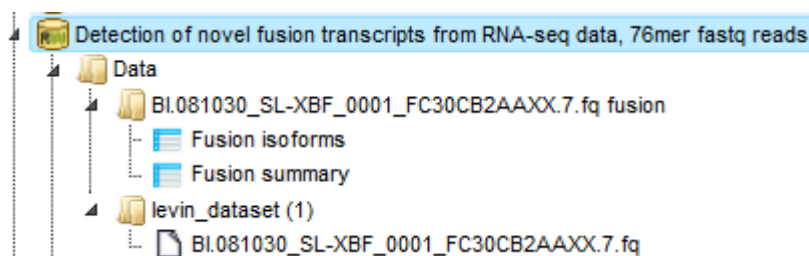 Detection of novel fusion transcripts from RNA-seq data, 76mer fastq reads
Data
BI.081030_SL-XBF_0001_FC30CB2AAXX.7.fq fusion
Fusion isoforms
Fusion summary
levin_dataset (1)
BI.081030_SL-XBF_0001_FC30CB2AAXX.7.fq